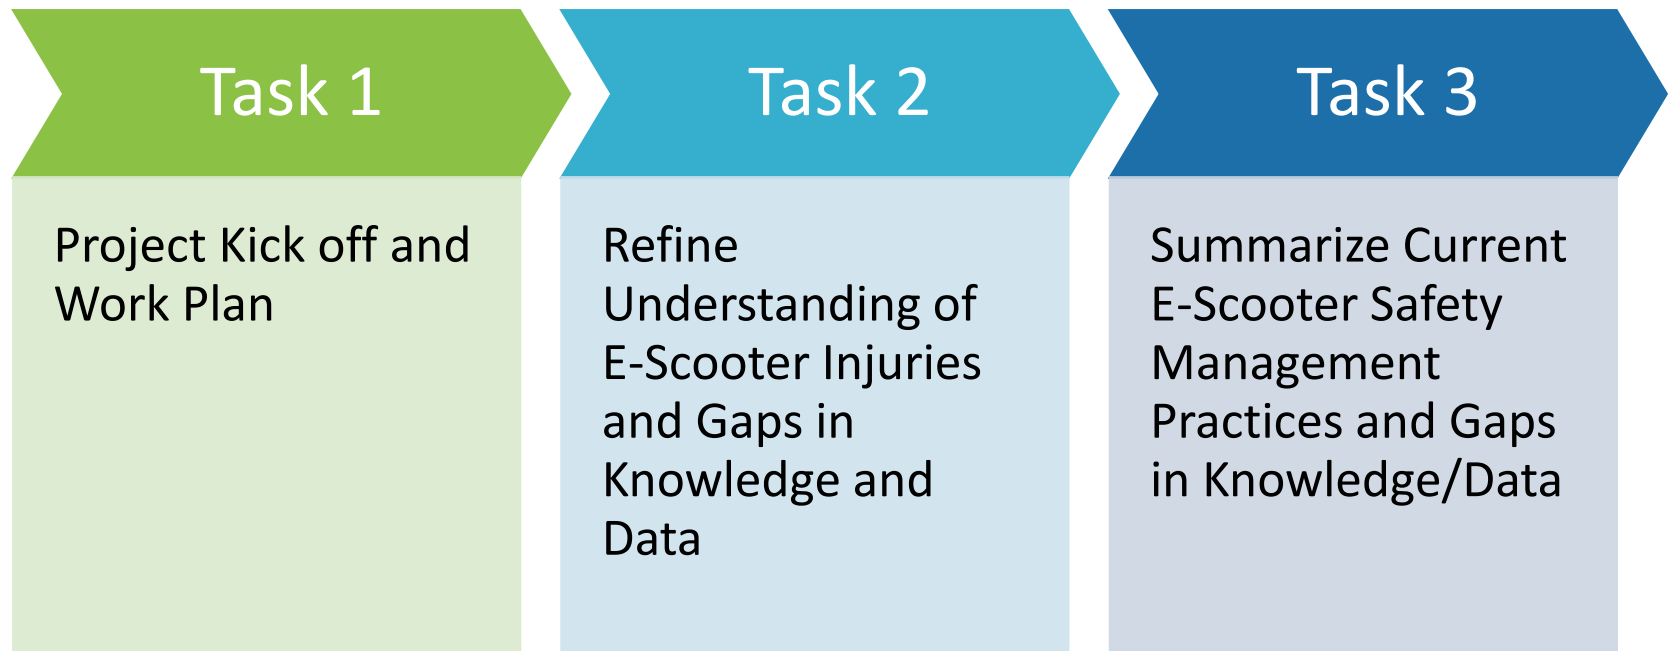 Task 1
Project Kick off and
Work Plan
Task 2
Refine
Understanding of
E-Scooter Injuries
and Gaps in
Knowledge and
Data
Task 3
Summarize Current
E-Scooter Safety
Management
Practices and Gaps
in Knowledge/Data